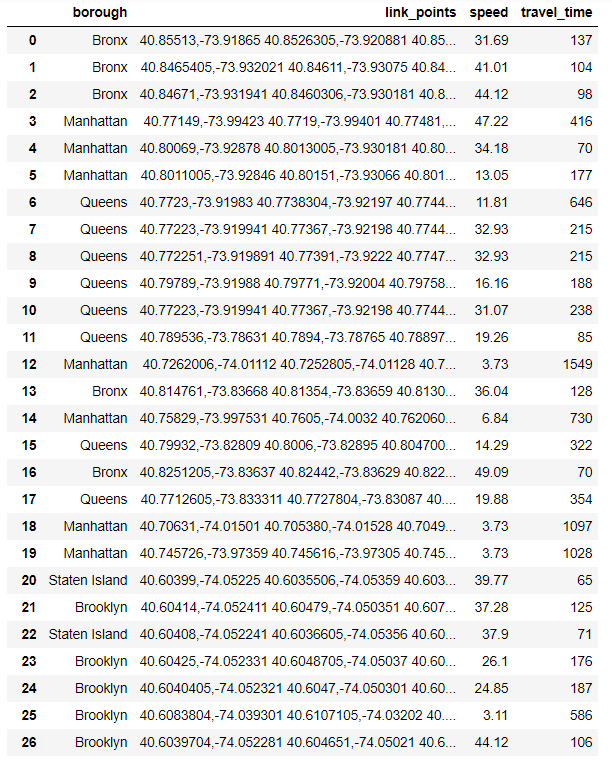 borough link_points speed travel_time
0 Bronx 40.85513,-73.91865 40.8526305,-73.920881 40.85... 31.69 137
1 Bronx 40.8465405,-73.932021 40.84611,-73.93075 40.84... 41.01 104
2 Bronx 40.84671,-73.931941 40.8460306,-73.930181 40.8... 44.12 98
3 Manhattan 40.77149,-73.99423 40.7719,-73.99401 40.77481,... 47.22 416
4 Manhattan 40.80069,-73.92878 40.8013005,-73.930181 40.80... 34.18 70
5 Manhattan 40.8011005,-73.92846 40.80151,-73.93066 40.801... 13.05 177
6 Queens 40.7723,-73.91983 40.7738304,-73.92197 40.7744... 11.81 646
7 Queens 40.77223,-73.919941 40.77367,-73.92198 40.7744... 32.93 215
8 Queens 40.772251,-73.919891 40.77391,-73.9222 40.7747... 32.93 215
9 Queens 40.79789,-73.91988 40.79771,-73.92004 40.79758... 16.16 188
10 Queens 40.77223,-73.919941 40.77367,-73.92198 40.7744... 31.07 238
11 Queens 40.789536,-73.78631 40.7894,-73.78765 40.78897... 19.26 85
12 Manhattan 40.7262006,-74.01112 40.7252805,-74.01128 40.7... 3.73 1549
13 Bronx 40.814761,-73.83668 40.81354,-73.83659 40.8130... 36.04 128
14 Manhattan 40.75829,-73.997531 40.7605,-74.0032 40.762060... 6.84 730
15 Queens 40.79932,-73.82809 40.8006,-73.82895 40.804700... 14.29 322
16 Bronx 40.8251205,-73.83637 40.82442,-73.83629 40.822... 49.09 70
17 Queens 40.7712605,-73.833311 40.7727804,-73.83087 40.... 19.88 354
18 Manhattan 40.70631,-74.01501 40.705380,-74.01528 40.7049... 3.73 1097
19 Manhattan 40.745726,-73.97359 40.745616,-73.97305 40.745... 3.73 1028
20 Staten Island 40.60399,-74.05225 40.6035506,-74.05359 40.603... 39.77 65
21 Brooklyn 40.60414,-74.052411 40.60479,-74.050351 40.607... 37.28 125
22 Staten Island 40.60408,-74.052241 40.6036605,-74.05356 40.60... 37.9 71
23 Brooklyn 40.60425,-74.052331 40.6048705,-74.05037 40.60... 26.1 176
24 Brooklyn 40.6040405,-74.052321 40.6047,-74.050301 40.60... 24.85 187
25 Brooklyn 40.6083804,-74.039301 40.6107105,-74.03202 40.... 3.11 586
26 Brooklyn 40.6039704,-74.052281 40.604651,-74.05021 40.6... 44.12 106